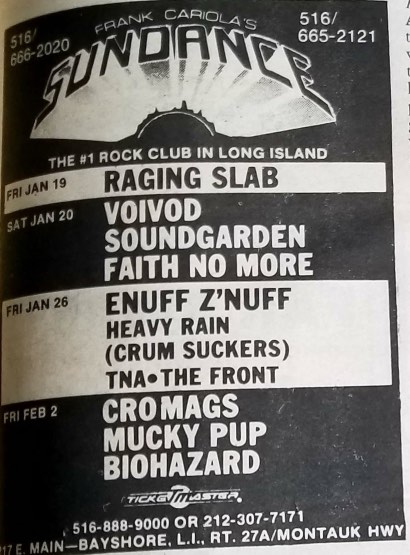 FRANK CARIOLA'S
516/
666-2020
516/
665-2121
SUNDANCE
THE #1 ROCK CLUB IN LONG ISLAND
FRI JAN 19 RAGING SLAB
SAT JAN 20 VOIVOD
SOUNDGARDEN
FAITH NO MORE
FRI JAN 26 ENUFF Z'NUFF
HEAVY RAIN
(CRUM SUCKERS)
TNA•THE FRONT
FRI FEB 2 CRO MAGS
MUCKY PUP
BIOHAZARD
TICKETMASTER
516-888-9000 OR 212-307-7171
E. MAIN—BAYSHORE, L.I., RT. 27A/MONTAUK HWY